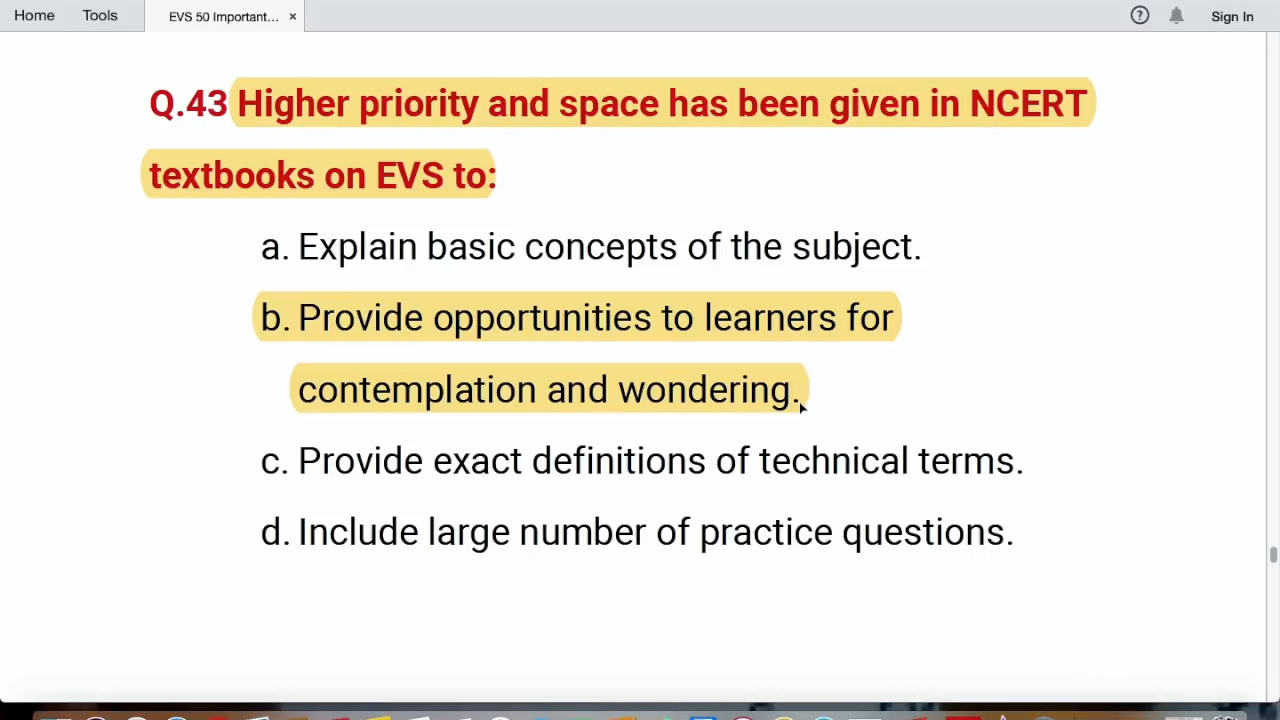 Home Tools EVS 50 Important... × Sign In
Q.43 Higher priority and space has been given in NCERT
textbooks on EVS to:
a. Explain basic concepts of the subject.
b. Provide opportunities to learners for
contemplation and wondering.
c. Provide exact definitions of technical terms.
d. Include large number of practice questions.